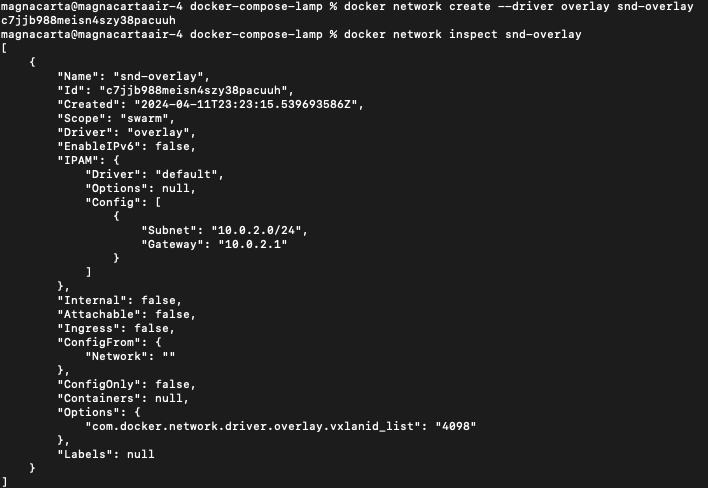 magnacarta@magnacartaair-4 docker-compose-lamp % docker network create --driver overlay snd-overlay
c7jjb988meisn4szy38pacuuh
magnacarta@magnacartaair-4 docker-compose-lamp % docker network inspect snd-overlay
[
    {
        "Name": "snd-overlay",
        "Id": "c7jjb988meisn4szy38pacuuh",
        "Created": "2024-04-11T23:23:15.539693586Z",
        "Scope": "swarm",
        "Driver": "overlay",
        "EnableIPv6": false,
        "IPAM": {
            "Driver": "default",
            "Options": null,
            "Config": [
                {
                    "Subnet": "10.0.2.0/24",
                    "Gateway": "10.0.2.1"
                }
            ]
        },
        "Internal": false,
        "Attachable": false,
        "Ingress": false,
        "ConfigFrom": {
            "Network": ""
        },
        "ConfigOnly": false,
        "Containers": null,
        "Options": {
            "com.docker.network.driver.overlay.vxlanid_list": "4098"
        },
        "Labels": null
    }
]